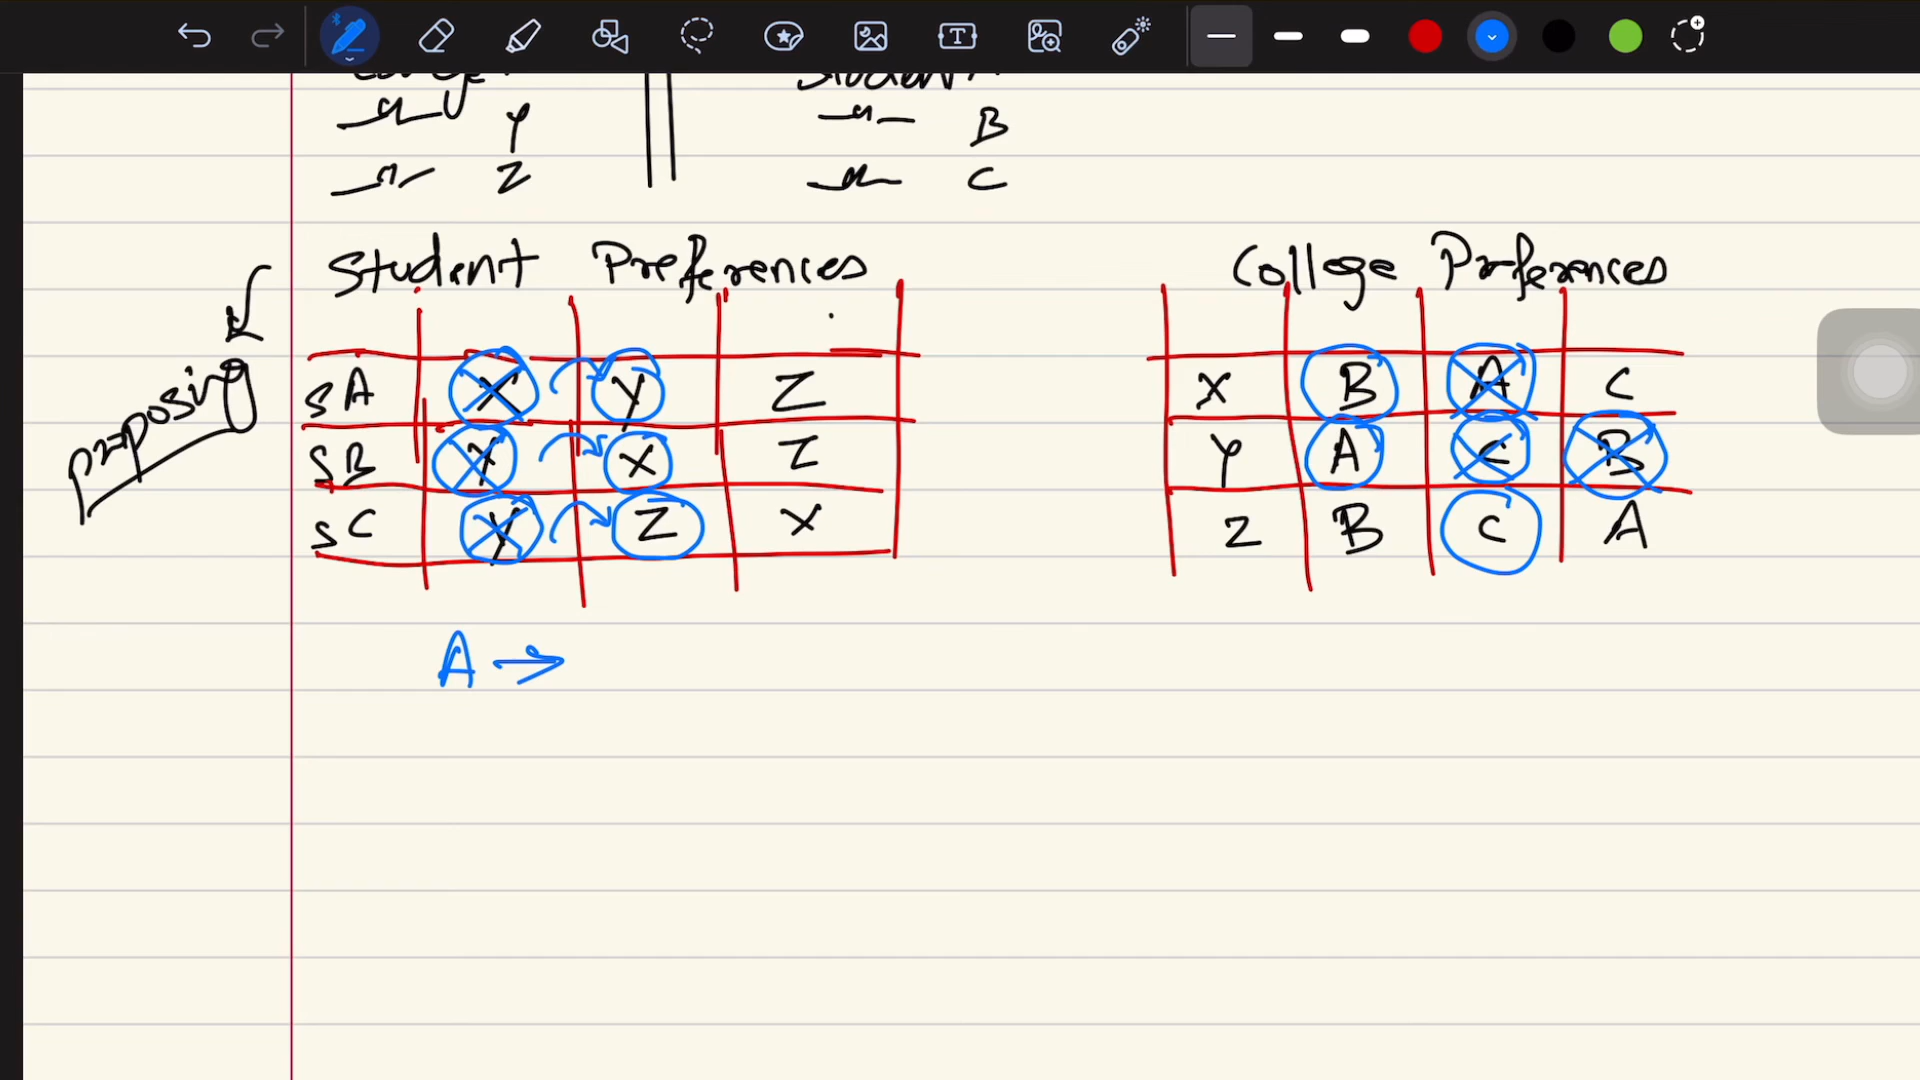 Y B
Z C
Student Preferences College Preferences
proposing
SA X Y Z X B A C
SB Y X Z Y A C B
SC Y Z X Z B C A
A →